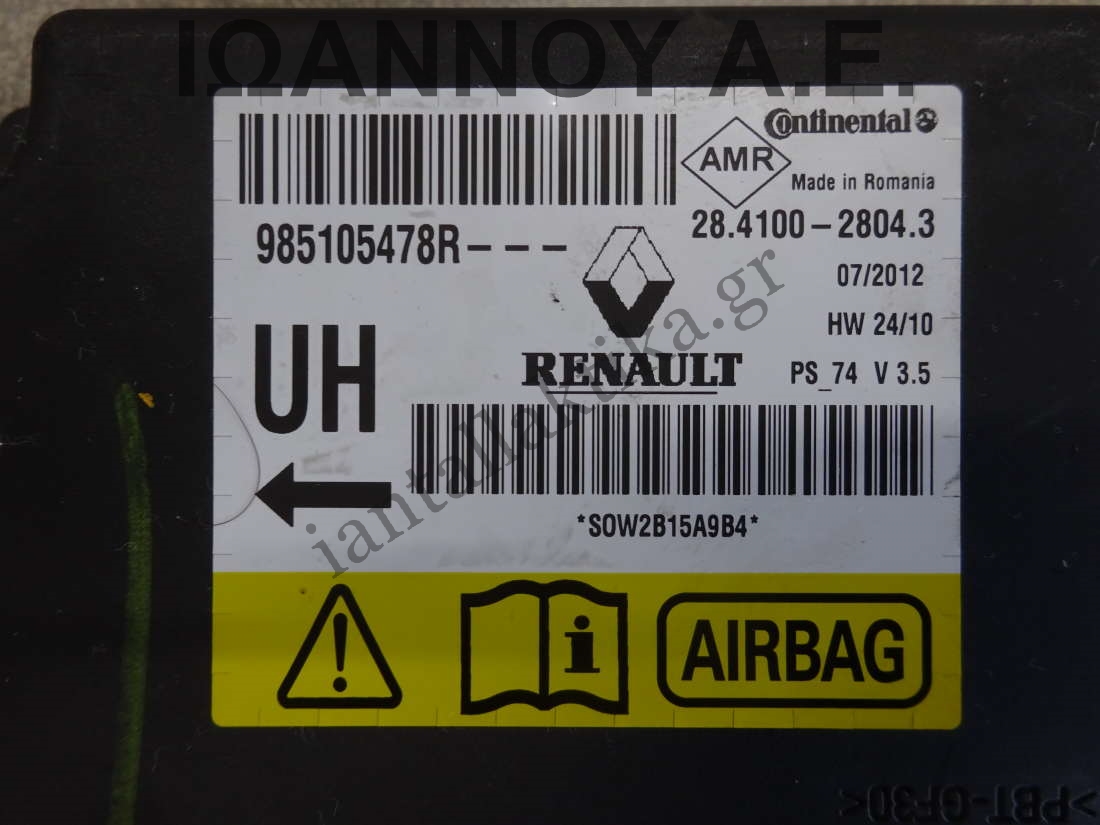 ΙΩΑΝΝΟΥ Α.Ε.
Continental
AMR
Made in Romania
985105478R---
28.4100-2804.3
07/2012
HW 24/10
UH
RENAULT
PS_74 V 3.5
*SOW2B15A9B4*
iantallaktika.gr
i
AIRBAG
>PBT-GF30<